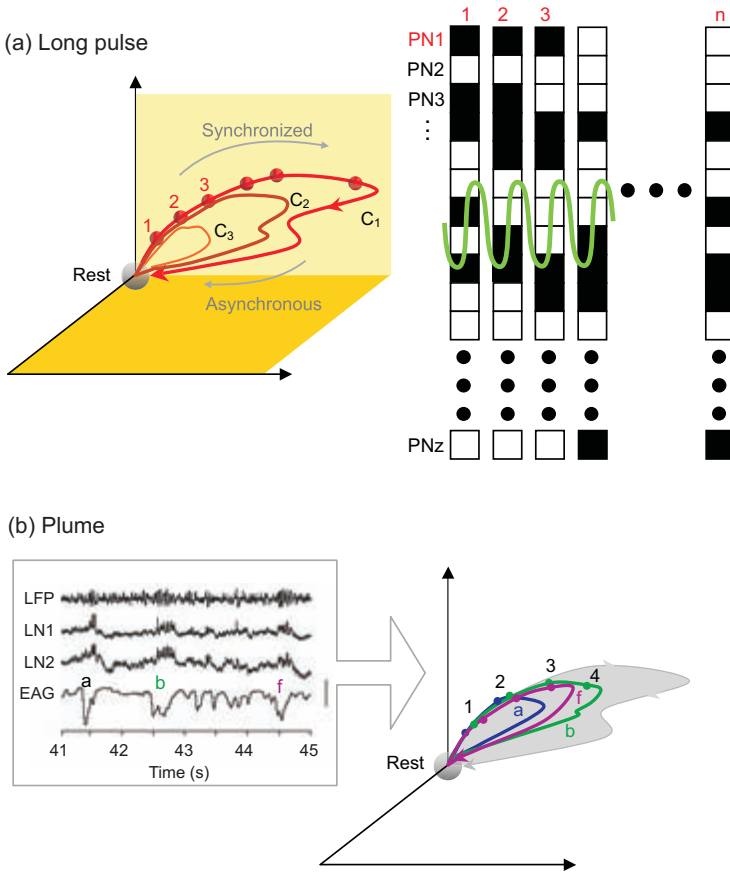 (a) Long pulse
Synchronized
1
2
3
C1
C2
C3
Rest
Asynchronous
1 2 3 n
PN1
PN2
PN3
⋮
PNz
(b) Plume
LFP
LN1
LN2
EAG
a b f
41 42 43 44 45
Time (s)
1
2
3
4
a
f
b
Rest